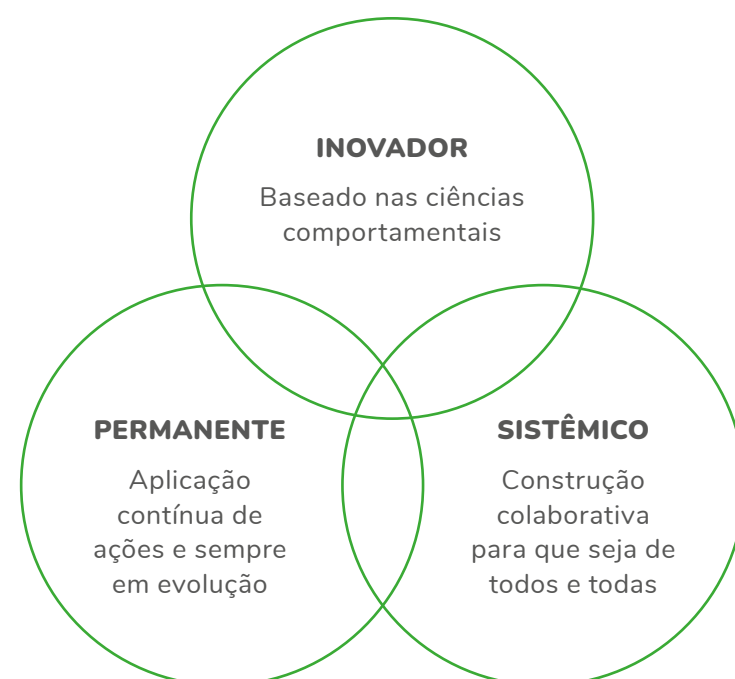 INOVADOR
Baseado nas ciências
comportamentais
PERMANENTE
Aplicação
contínua de
ações e sempre
em evolução
SISTÊMICO
Construção
colaborativa
para que seja de
todos e todas